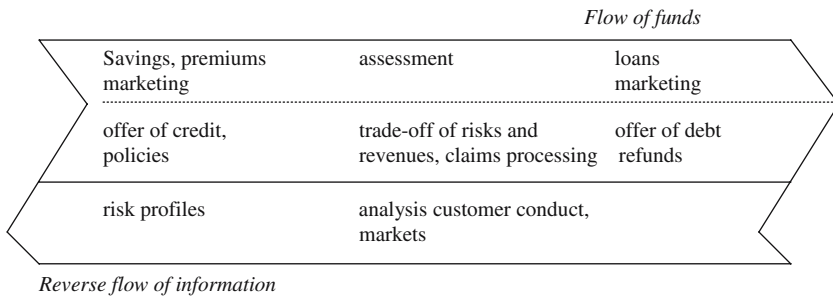 Flow of funds
Savings, premiums
marketing
assessment
loans
marketing
offer of credit,
policies
trade-off of risks and
revenues, claims processing
offer of debt
refunds
risk profiles
analysis customer conduct,
markets
Reverse flow of information